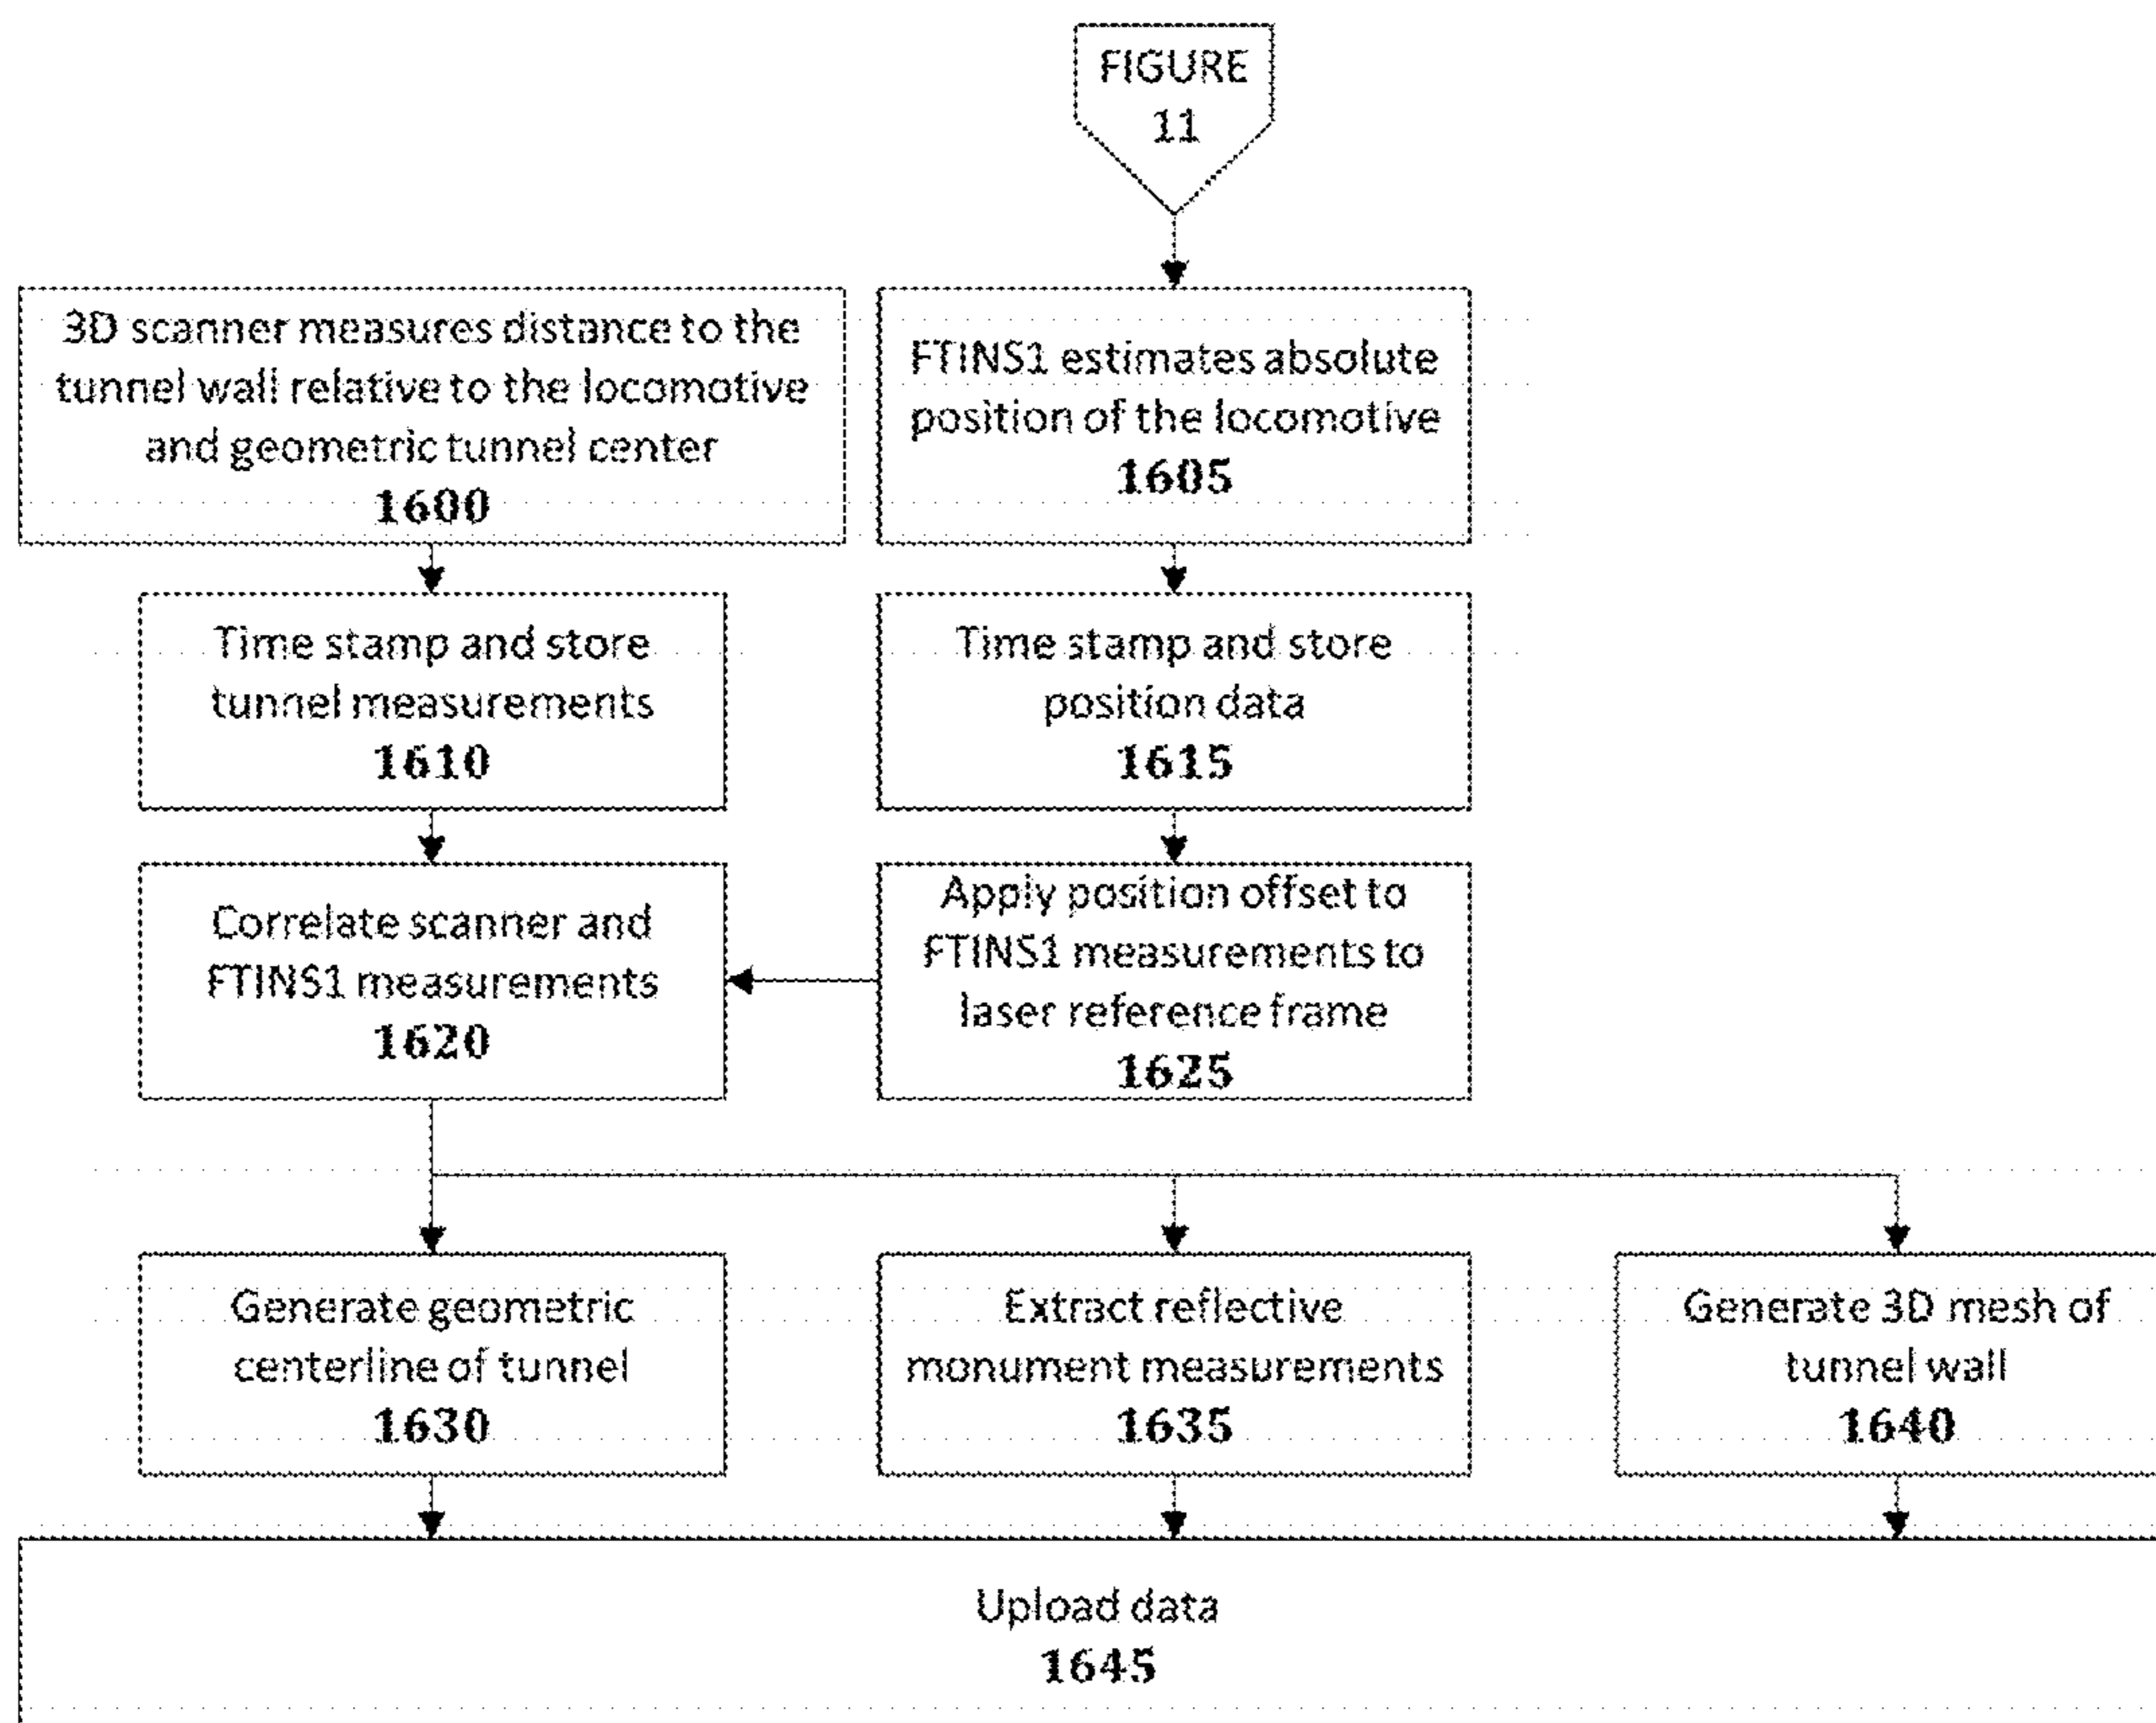 FIGURE
11
3D scanner measures distance to the
tunnel wall relative to the locomotive
and geometric tunnel center
1600
FTINS1 estimates absolute
position of the locomotive
1605
Time stamp and store
tunnel measurements
1610
Time stamp and store
position data
1615
Correlate scanner and
FTINS1 measurements
1620
Apply position offset to
FTINS1 measurements to
laser reference frame
1625
Generate geometric
centerline of tunnel
1630
Extract reflective
monument measurements
1635
Generate 3D mesh of
tunnel wall
1640
Upload data
1645